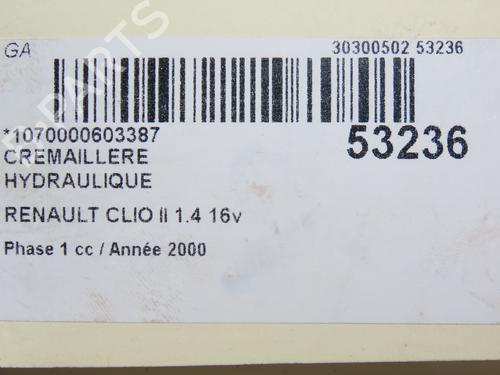 GA
30300502 53236
*1070000603387
53236
CREMAILLERE
HYDRAULIQUE
RENAULT CLIO II 1.4 16v
Phase 1 cc / Année 2000